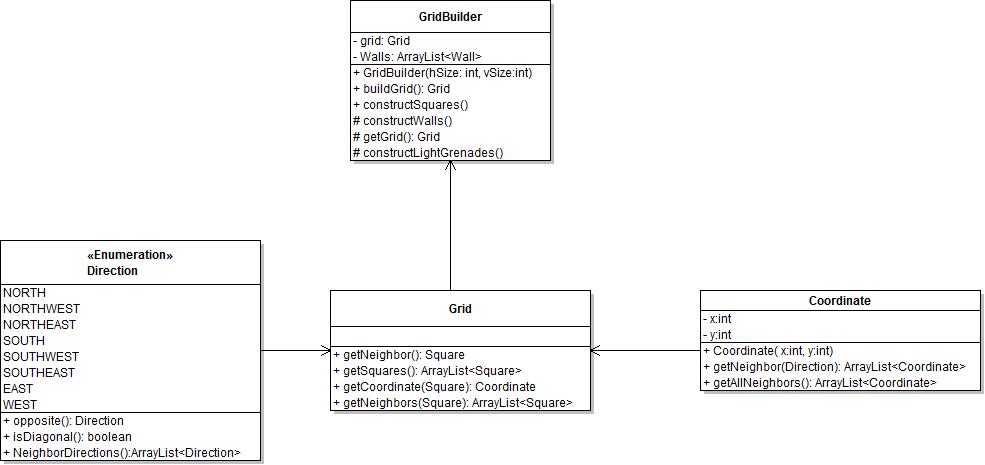 GridBuilder
- grid: Grid
- Walls: ArrayList<Wall>
+ GridBuilder(hSize: int, vSize:int)
+ buildGrid(): Grid
+ constructSquares()
# constructWalls()
# getGrid(): Grid
# constructLightGrenades()
«Enumeration»
Direction
NORTH
NORTHWEST
NORTHEAST
SOUTH
SOUTHWEST
SOUTHEAST
EAST
WEST
+ opposite(): Direction
+ isDiagonal(): boolean
+ NeighborDirections():ArrayList<Direction>
Grid
+ getNeighbor(): Square
+ getSquares(): ArrayList<Square>
+ getCoordinate(Square): Coordinate
+ getNeighbors(Square): ArrayList<Square>
Coordinate
- x:int
- y:int
+ Coordinate( x:int, y:int)
+ getNeighbor(Direction): ArrayList<Coordinate>
+ getAllNeighbors(): ArrayList<Coordinate>